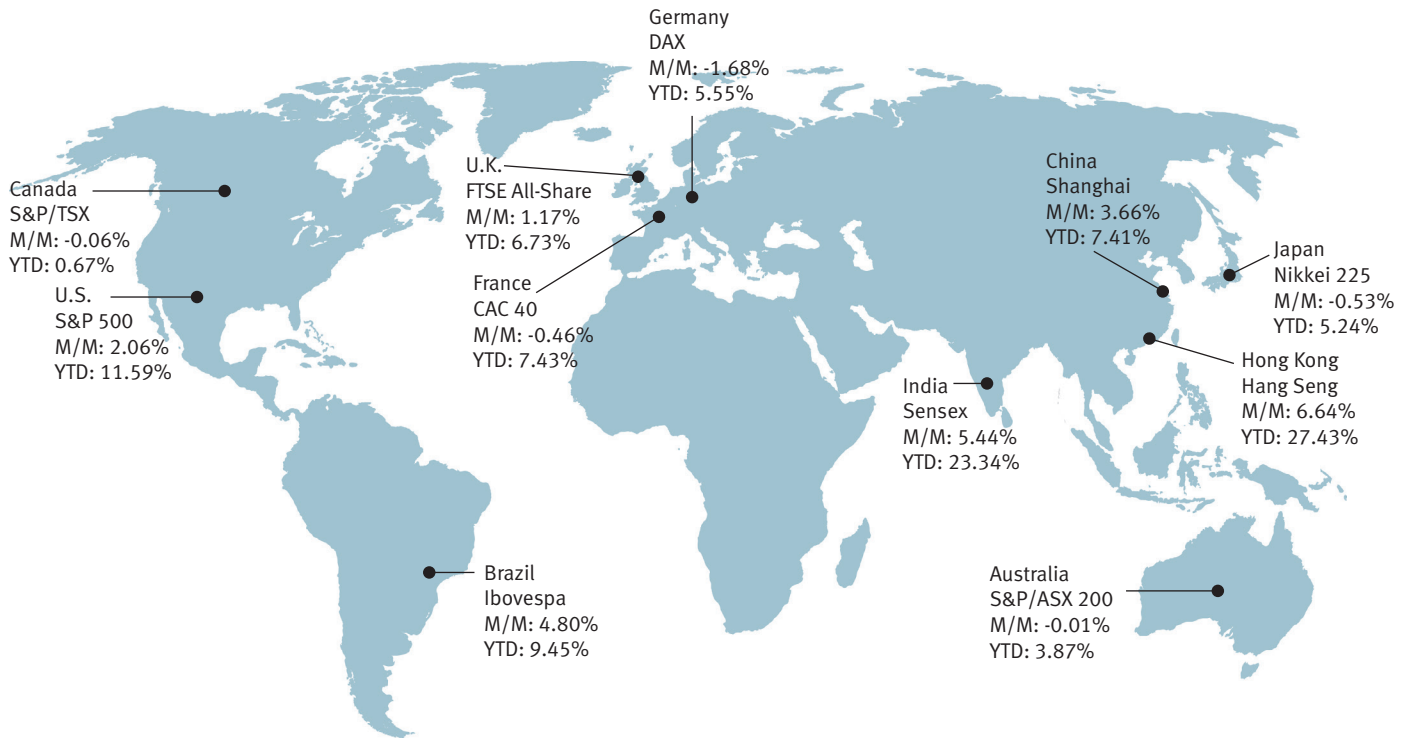 Germany
DAX
M/M: -1.68%
YTD: 5.55%
Canada
S&P/TSX
M/M: -0.06%
YTD: 0.67%
U.S.
S&P 500
M/M: 2.06%
YTD: 11.59%
U.K.
FTSE All-Share
M/M: 1.17%
YTD: 6.73%
France
CAC 40
M/M: -0.46%
YTD: 7.43%
China
Shanghai
M/M: 3.66%
YTD: 7.41%
Japan
Nikkei 225
M/M: -0.53%
YTD: 5.24%
Hong Kong
Hang Seng
M/M: 6.64%
YTD: 27.43%
India
Sensex
M/M: 5.44%
YTD: 23.34%
Brazil
Ibovespa
M/M: 4.80%
YTD: 9.45%
Australia
S&P/ASX 200
M/M: -0.01%
YTD: 3.87%